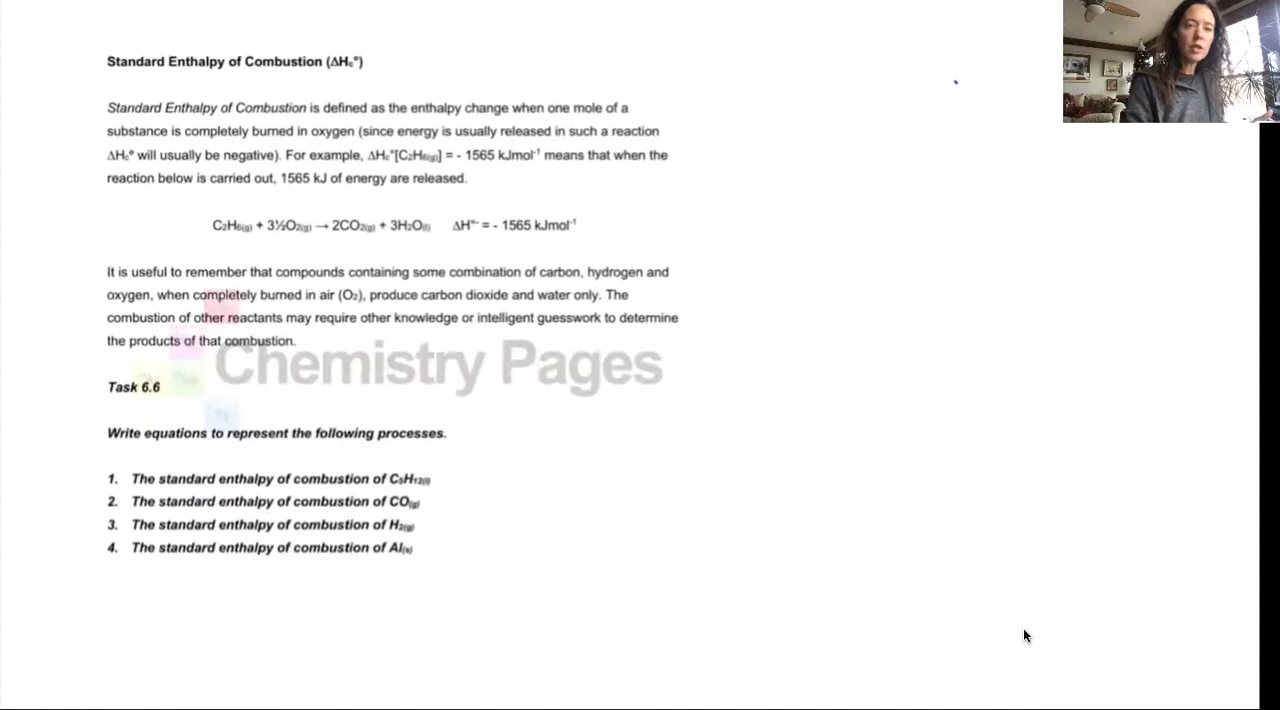 Standard Enthalpy of Combustion (ΔHc°)
Standard Enthalpy of Combustion is defined as the enthalpy change when one mole of a
substance is completely burned in oxygen (since energy is usually released in such a reaction
ΔHc° will usually be negative). For example, ΔHc°[C2H6(g)] = - 1565 kJmol-1 means that when the
reaction below is carried out, 1565 kJ of energy are released.
C2H6(g) + 3½O2(g) → 2CO2(g) + 3H2O(l) ΔH° = - 1565 kJmol-1
It is useful to remember that compounds containing some combination of carbon, hydrogen and
oxygen, when completely burned in air (O2), produce carbon dioxide and water only. The
combustion of other reactants may require other knowledge or intelligent guesswork to determine
the products of that combustion.
Chemistry Pages
Task 6.6
Write equations to represent the following processes.
1. The standard enthalpy of combustion of C5H12(l)
2. The standard enthalpy of combustion of CO(g)
3. The standard enthalpy of combustion of H2(g)
4. The standard enthalpy of combustion of Al(s)